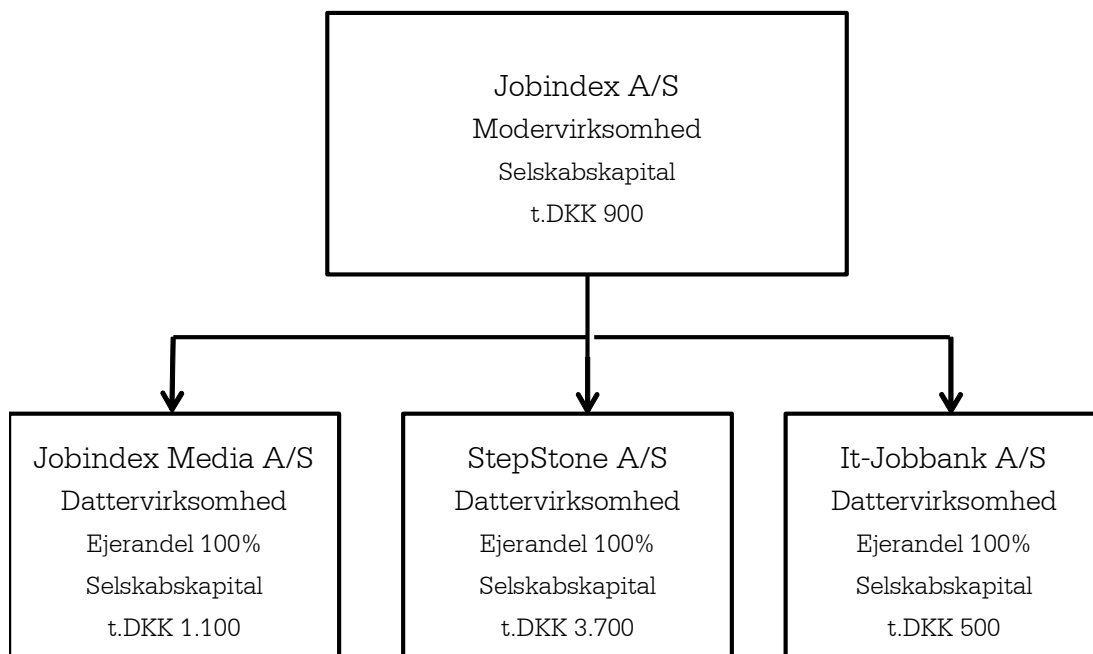 Jobindex A/S
Modervirksomhed
Selskabskapital
t.DKK 900
Jobindex Media A/S
Dattervirksomhed
Ejerandel 100%
Selskabskapital
t.DKK 1.100
StepStone A/S
Dattervirksomhed
Ejerandel 100%
Selskabskapital
t.DKK 3.700
It-Jobbank A/S
Dattervirksomhed
Ejerandel 100%
Selskabskapital
t.DKK 500